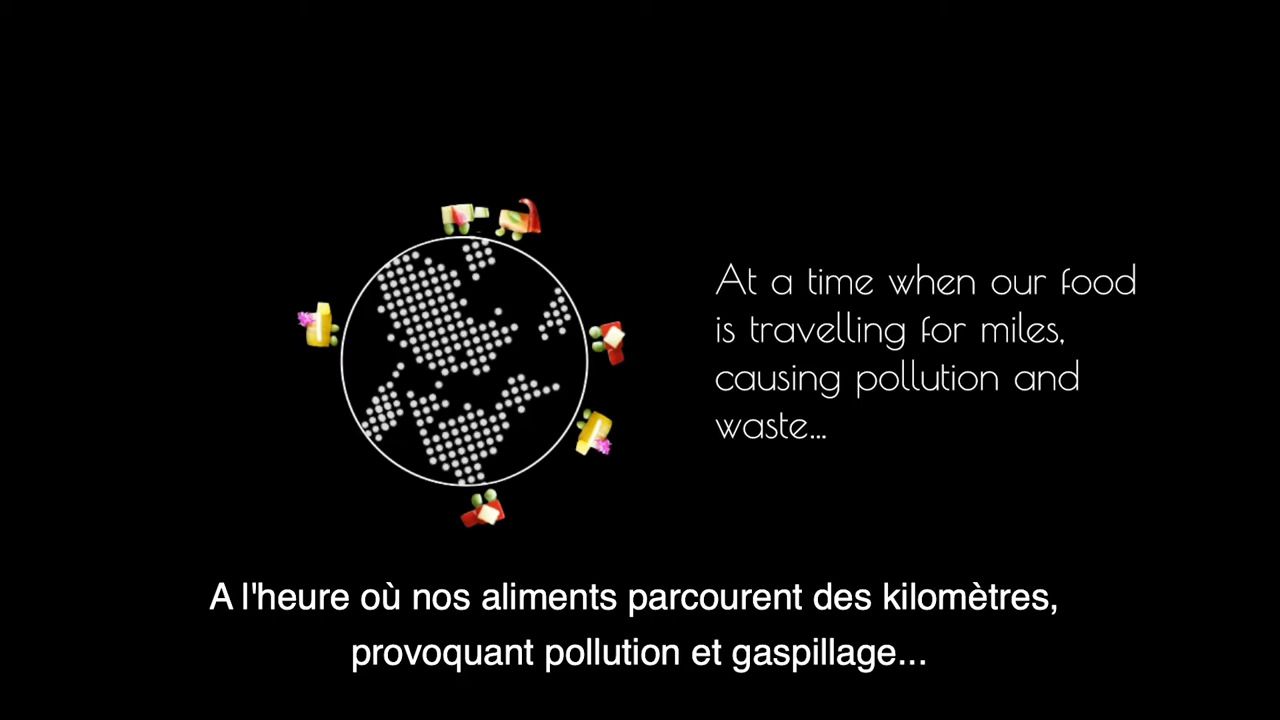 At a time when our food
is travelling for miles,
causing pollution and
waste...
A l'heure où nos aliments parcourent des kilomètres,
provoquant pollution et gaspillage...